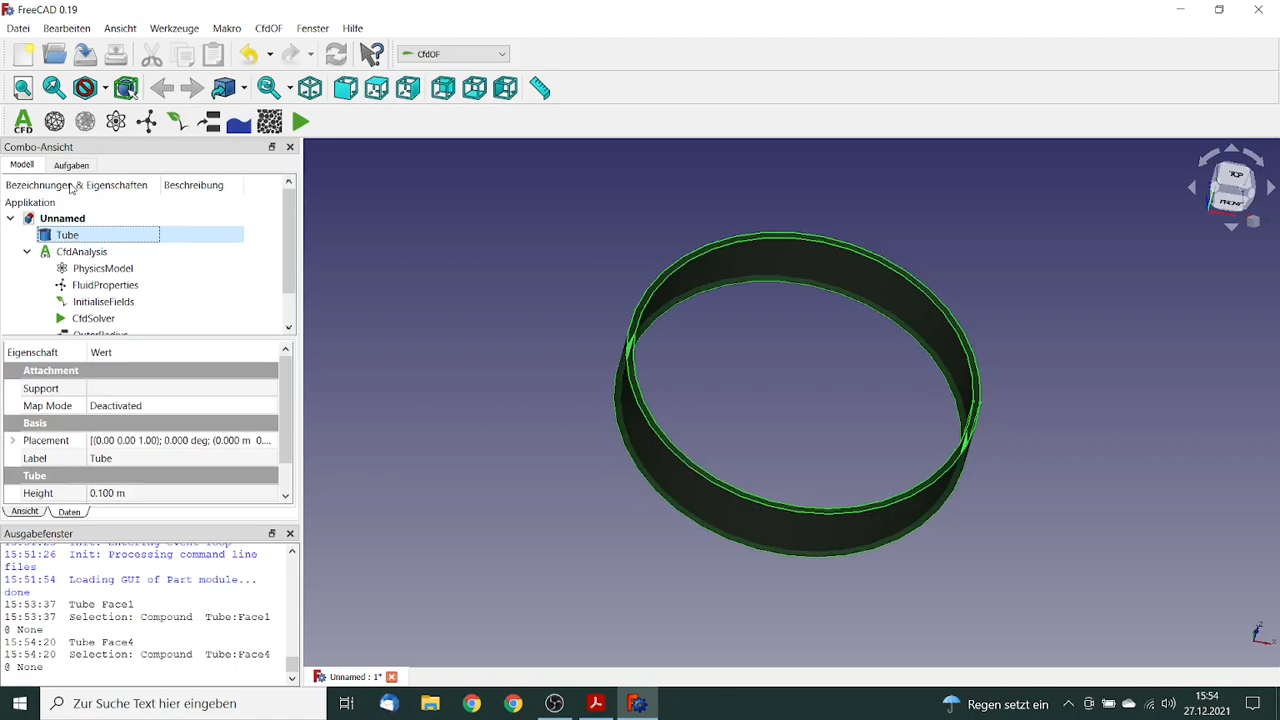 FreeCAD 0.19
Datei Bearbeiten Ansicht Werkzeuge Makro CfdOF Fenster Hilfe
CfdOF
A
CFD
Combo-Ansicht
Modell Aufgaben
Bezeichnungen & Eigenschaften Beschreibung
Applikation
Unnamed
Tube
CfdAnalysis
PhysicsModel
FluidProperties
InitialiseFields
CfdSolver
OuterRadius
Eigenschaft Wert
Attachment
Support
Map Mode Deactivated
Basis
Placement [(0.00 0.00 1.00); 0.000 deg; (0.000 m 0....
Label Tube
Tube
Height 0.100 m
Ansicht Daten
Ausgabefenster
15:51:26 Init: Processing command line
files
15:51:54 Loading GUI of Part module...
done
15:53:37 Tube Face1
15:53:37 Selection: Compound Tube:Face1
@ None
15:54:20 Tube Face4
15:54:20 Selection: Compound Tube:Face4
@ None
TOP
FRONT
Z
X
Unnamed : 1*
Zur Suche Text hier eingeben
Regen setzt ein
15:54
27.12.2021